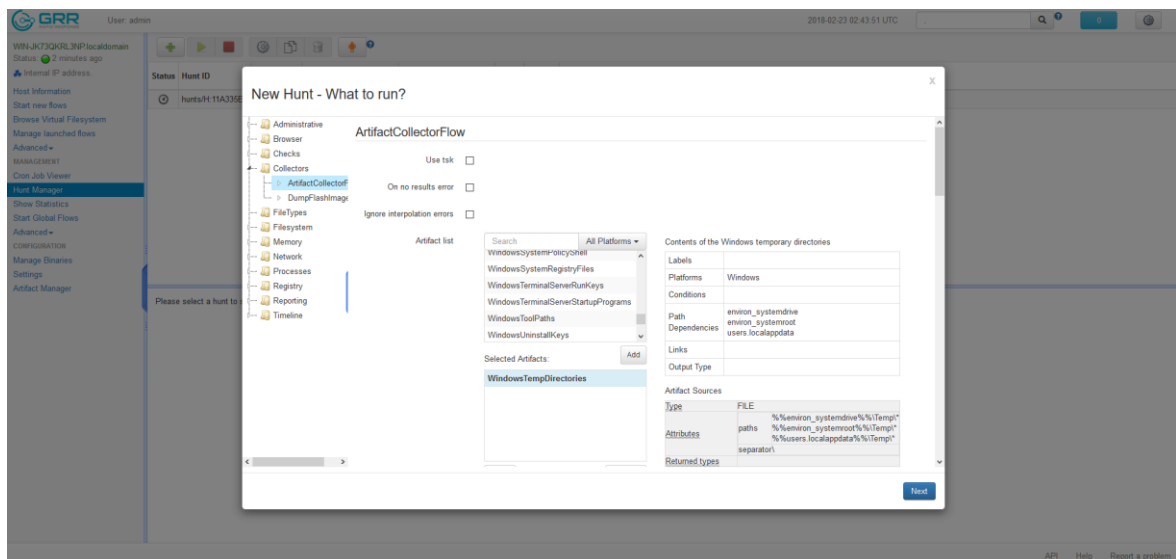 GRR
User: admin
2018-02-23 02:43:51 UTC
0
WIN-JK73QKRL3NP.localdomain
Status: 2 minutes ago
Internal IP address.
Host Information
Start new flows
Browse Virtual Filesystem
Manage launched flows
Advanced
MANAGEMENT
Cron Job Viewer
Hunt Manager
Show Statistics
Start Global Flows
Advanced
CONFIGURATION
Manage Binaries
Settings
Artifact Manager
Status Hunt ID
hunts/H:11A335E
Please select a hunt to
New Hunt - What to run?
x
Administrative
Browser
Checks
Collectors
ArtifactCollectorF
DumpFlashImage
FileTypes
Filesystem
Memory
Network
Processes
Registry
Reporting
Timeline
ArtifactCollectorFlow
Use tsk
On no results error
Ignore interpolation errors
Artifact list
Search All Platforms
WindowsSystemPolicyShell
WindowsSystemRegistryFiles
WindowsTerminalServerRunKeys
WindowsTerminalServerStartupPrograms
WindowsToolPaths
WindowsUninstallKeys
Selected Artifacts: Add
WindowsTempDirectories
Contents of the Windows temporary directories
Labels
Platforms Windows
Conditions
Path Dependencies
environ_systemdrive
environ_systemroot
users.localappdata
Links
Output Type
Artifact Sources
Type FILE
Attributes
paths
%%environ_systemdrive%%\Temp\*
%%environ_systemroot%%\Temp\*
%%users.localappdata%%\Temp\*
separator\
Returned types
Next
API Help Report a problem